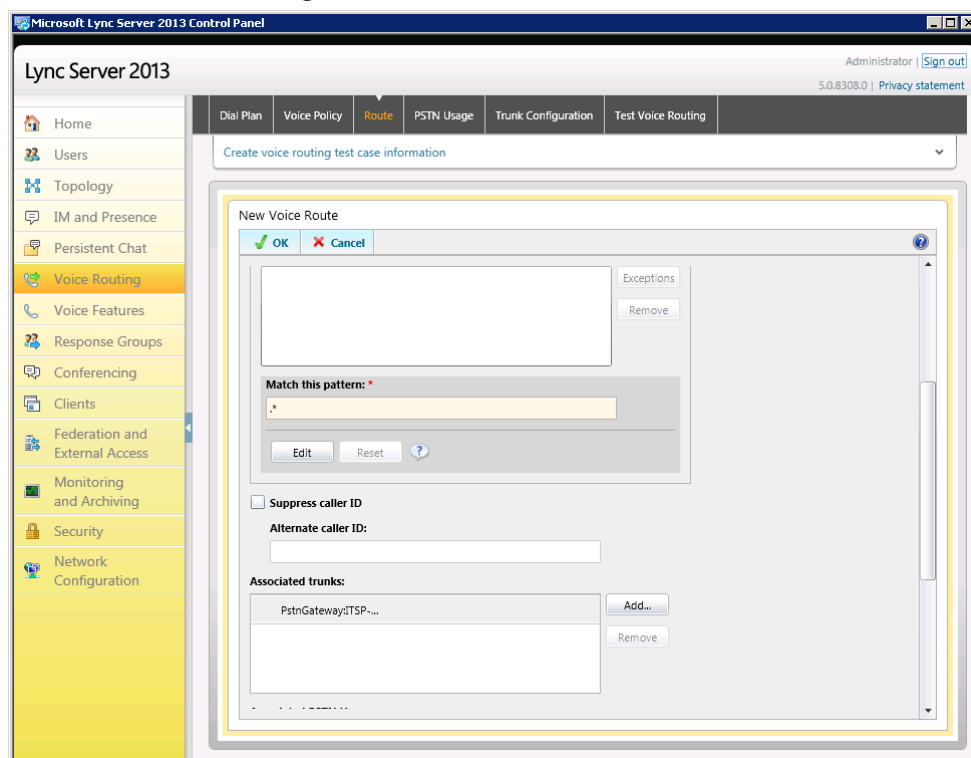 Microsoft Lync Server 2013 Control Panel
Lync Server 2013
Administrator | Sign out
5.0.8308.0 | Privacy statement
Home
Users
Topology
IM and Presence
Persistent Chat
Voice Routing
Voice Features
Response Groups
Conferencing
Clients
Federation and
External Access
Monitoring
and Archiving
Security
Network
Configuration
Dial Plan Voice Policy Route PSTN Usage Trunk Configuration Test Voice Routing
Create voice routing test case information
New Voice Route
OK Cancel
Exceptions
Remove
Match this pattern: *
.*
Edit Reset
Suppress caller ID
Alternate caller ID:
Associated trunks:
PstnGateway:ITSP-...
Add...
Remove